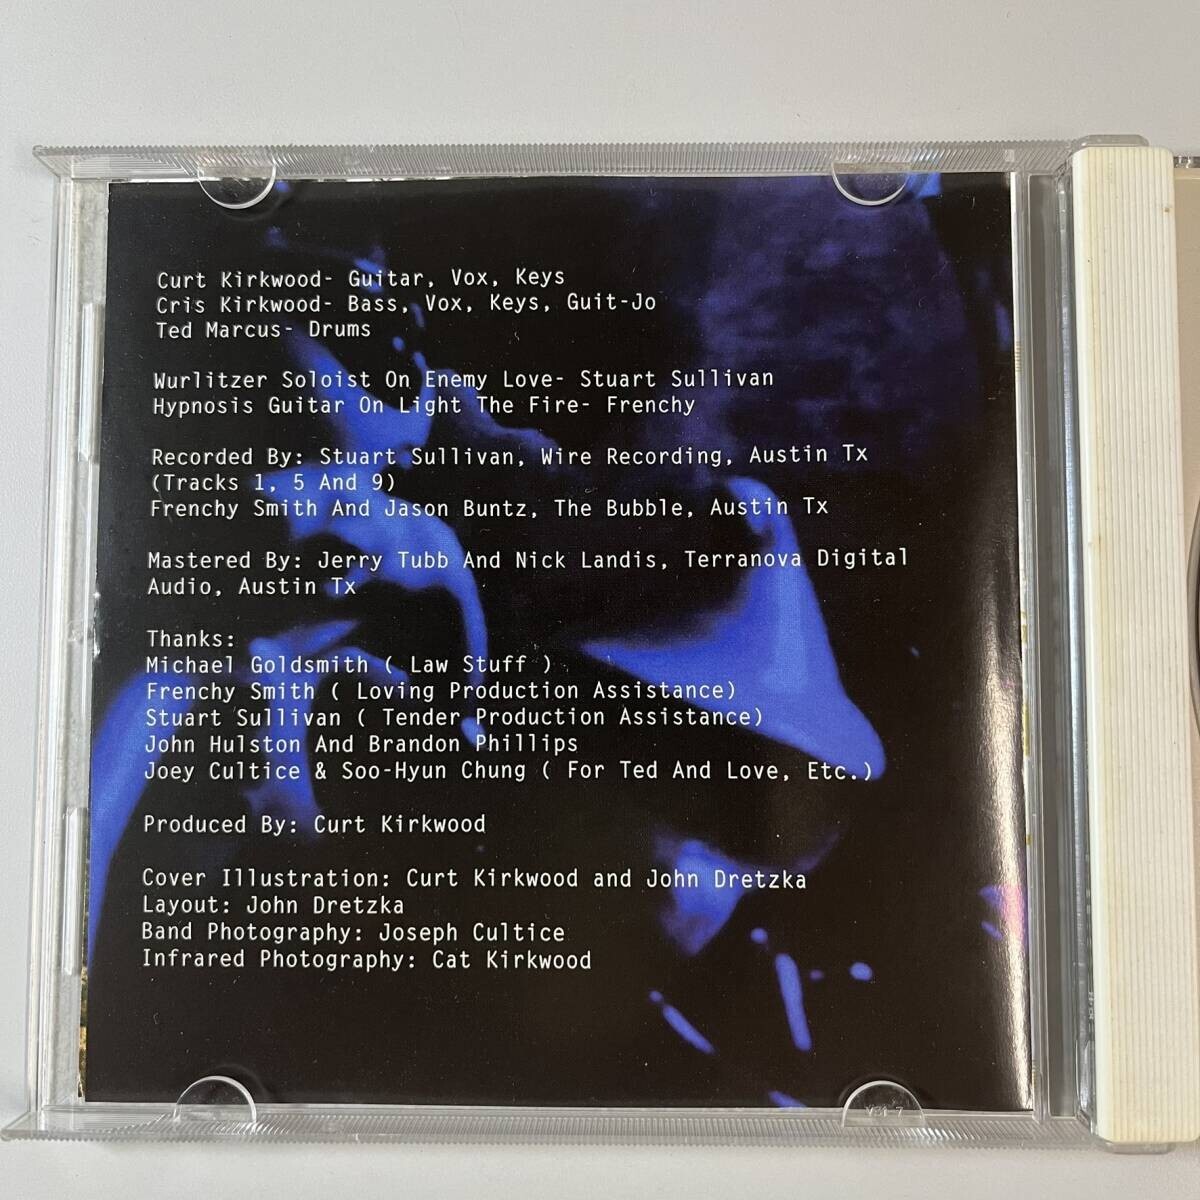 Curt Kirkwood- Guitar, Vox, Keys
Cris Kirkwood- Bass, Vox, Keys, Guit-Jo
Ted Marcus- Drums
Wurlitzer Soloist On Enemy Love- Stuart Sullivan
Hypnosis Guitar On Light The Fire- Frenchy
Recorded By: Stuart Sullivan, Wire Recording, Austin Tx
(Tracks 1, 5 And 9)
Frenchy Smith And Jason Buntz, The Bubble, Austin Tx
Mastered By: Jerry Tubb And Nick Landis, Terranova Digital
Audio, Austin Tx
Thanks:
Michael Goldsmith ( Law Stuff )
Frenchy Smith ( Loving Production Assistance)
Stuart Sullivan ( Tender Production Assistance)
John Hulston And Brandon Phillips
Joey Cultice & Soo-Hyun Chung ( For Ted And Love, Etc.)
Produced By: Curt Kirkwood
Cover Illustration: Curt Kirkwood and John Dretzka
Layout: John Dretzka
Band Photography: Joseph Cultice
Infrared Photography: Cat Kirkwood